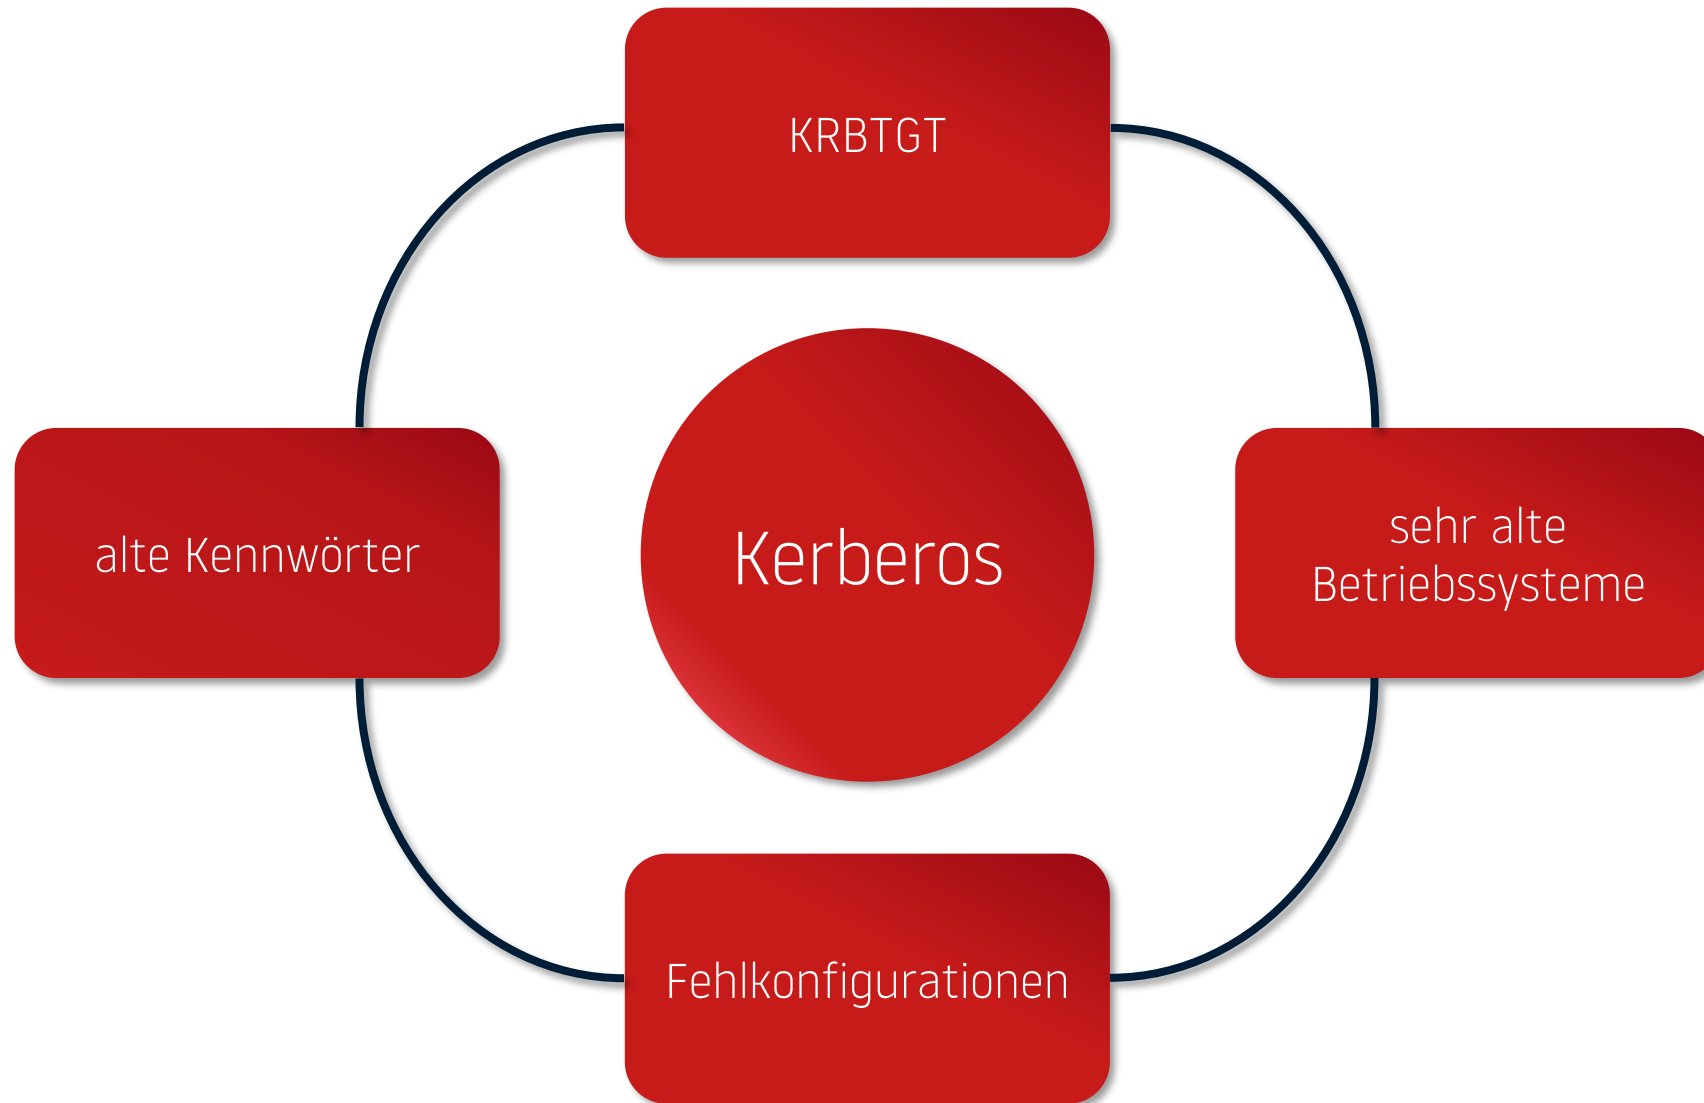 KRBTGT
alte Kennwörter
Kerberos
sehr alte
Betriebssysteme
Fehlkonfigurationen